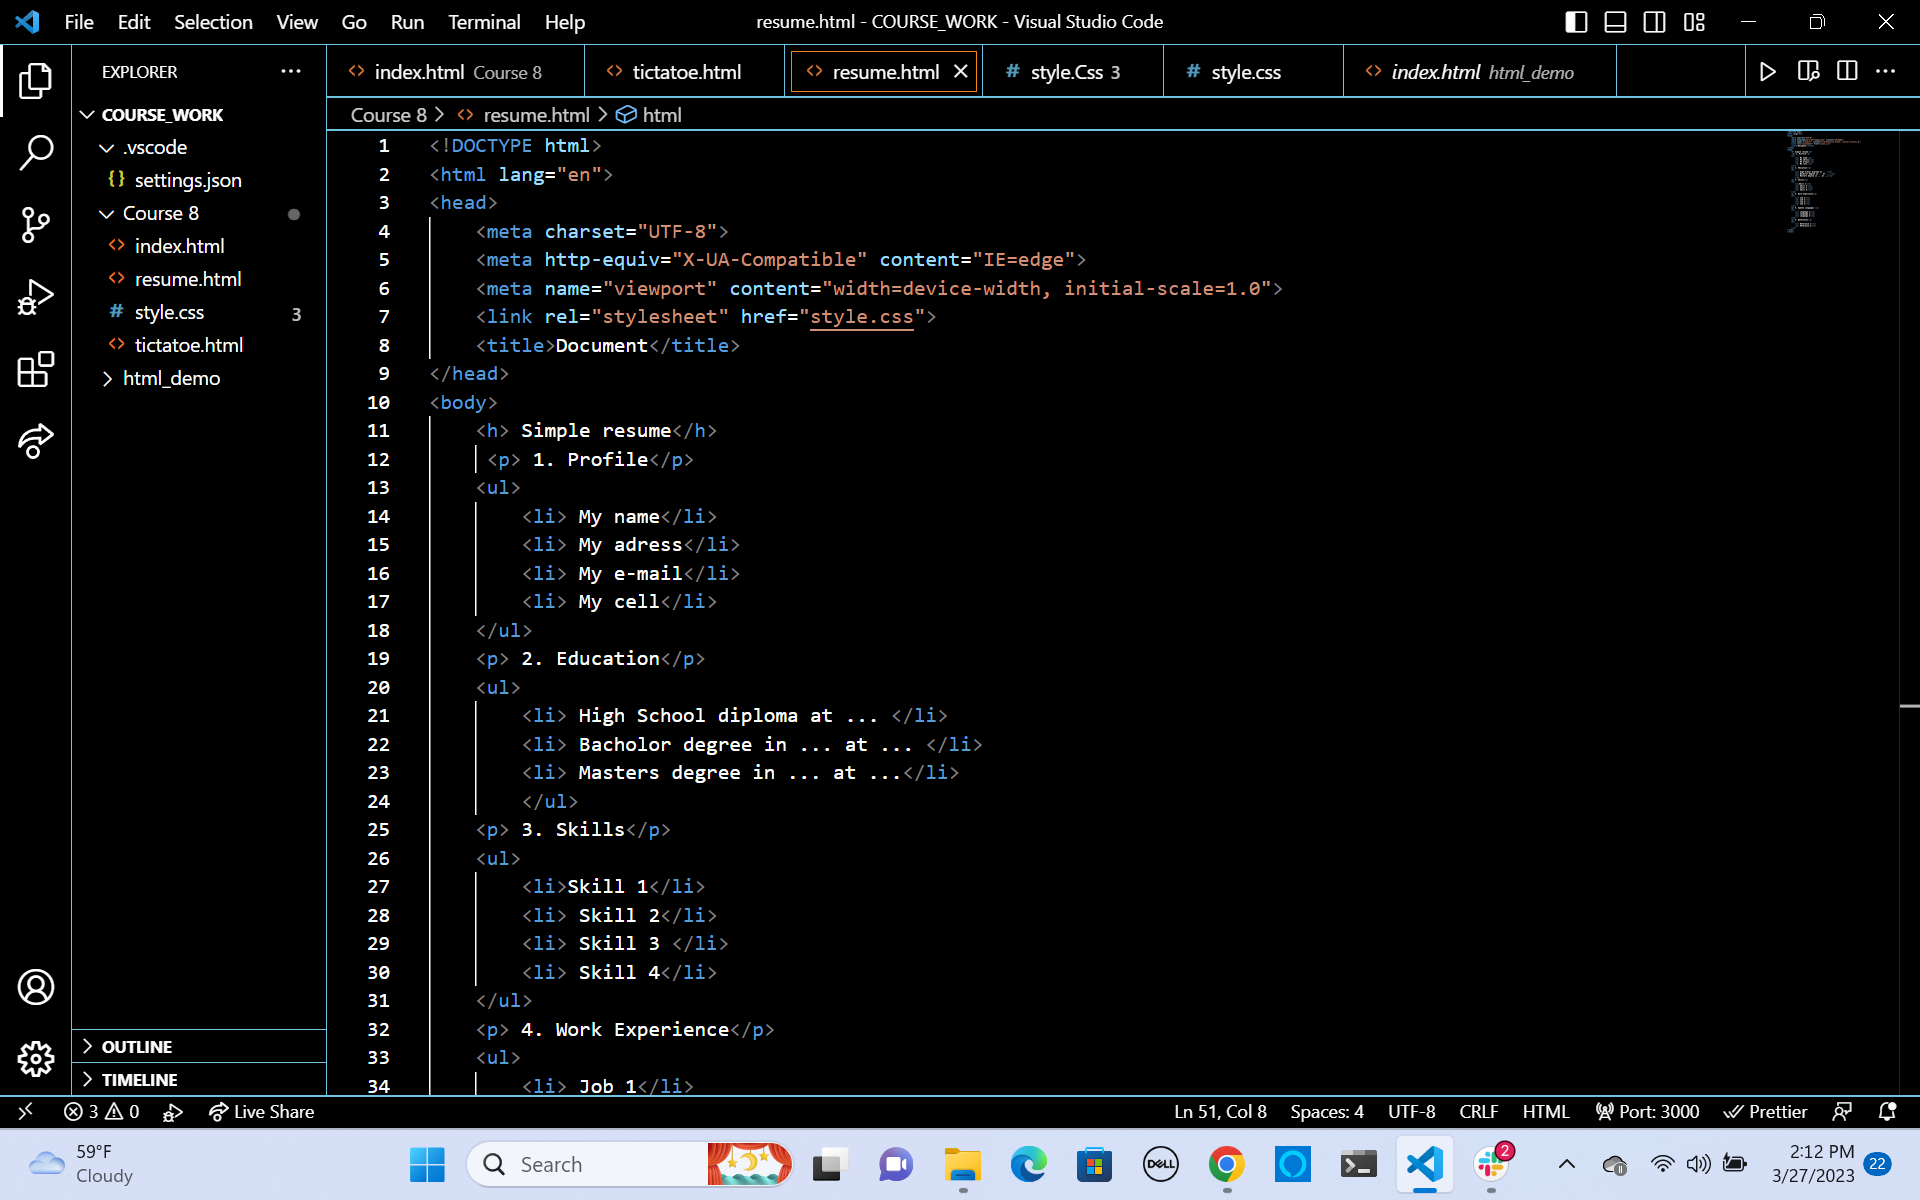 File Edit Selection View Go Run Terminal Help
resume.html - COURSE_WORK - Visual Studio Code
EXPLORER
COURSE_WORK
.vscode
{} settings.json
Course 8
<> index.html
<> resume.html
# style.css 3
<> tictatoe.html
html_demo
OUTLINE
TIMELINE
<> index.html Course 8
<> tictatoe.html
<> resume.html
# style.Css 3
# style.css
<> index.html html_demo
Course 8 > <> resume.html > html
1 <!DOCTYPE html>
2 <html lang="en">
3 <head>
4 <meta charset="UTF-8">
5 <meta http-equiv="X-UA-Compatible" content="IE=edge">
6 <meta name="viewport" content="width=device-width, initial-scale=1.0">
7 <link rel="stylesheet" href="style.css">
8 <title>Document</title>
9 </head>
10 <body>
11 <h> Simple resume</h>
12 <p> 1. Profile</p>
13 <ul>
14 <li> My name</li>
15 <li> My adress</li>
16 <li> My e-mail</li>
17 <li> My cell</li>
18 </ul>
19 <p> 2. Education</p>
20 <ul>
21 <li> High School diploma at ... </li>
22 <li> Bacholor degree in ... at ... </li>
23 <li> Masters degree in ... at ...</li>
24 </ul>
25 <p> 3. Skills</p>
26 <ul>
27 <li>Skill 1</li>
28 <li> Skill 2</li>
29 <li> Skill 3 </li>
30 <li> Skill 4</li>
31 </ul>
32 <p> 4. Work Experience</p>
33 <ul>
34 <li> Job 1</li>
3 0 Live Share
Ln 51, Col 8 Spaces: 4 UTF-8 CRLF HTML Port: 3000 Prettier
59°F
Cloudy
Search
DELL
2
2:12 PM
3/27/2023
22